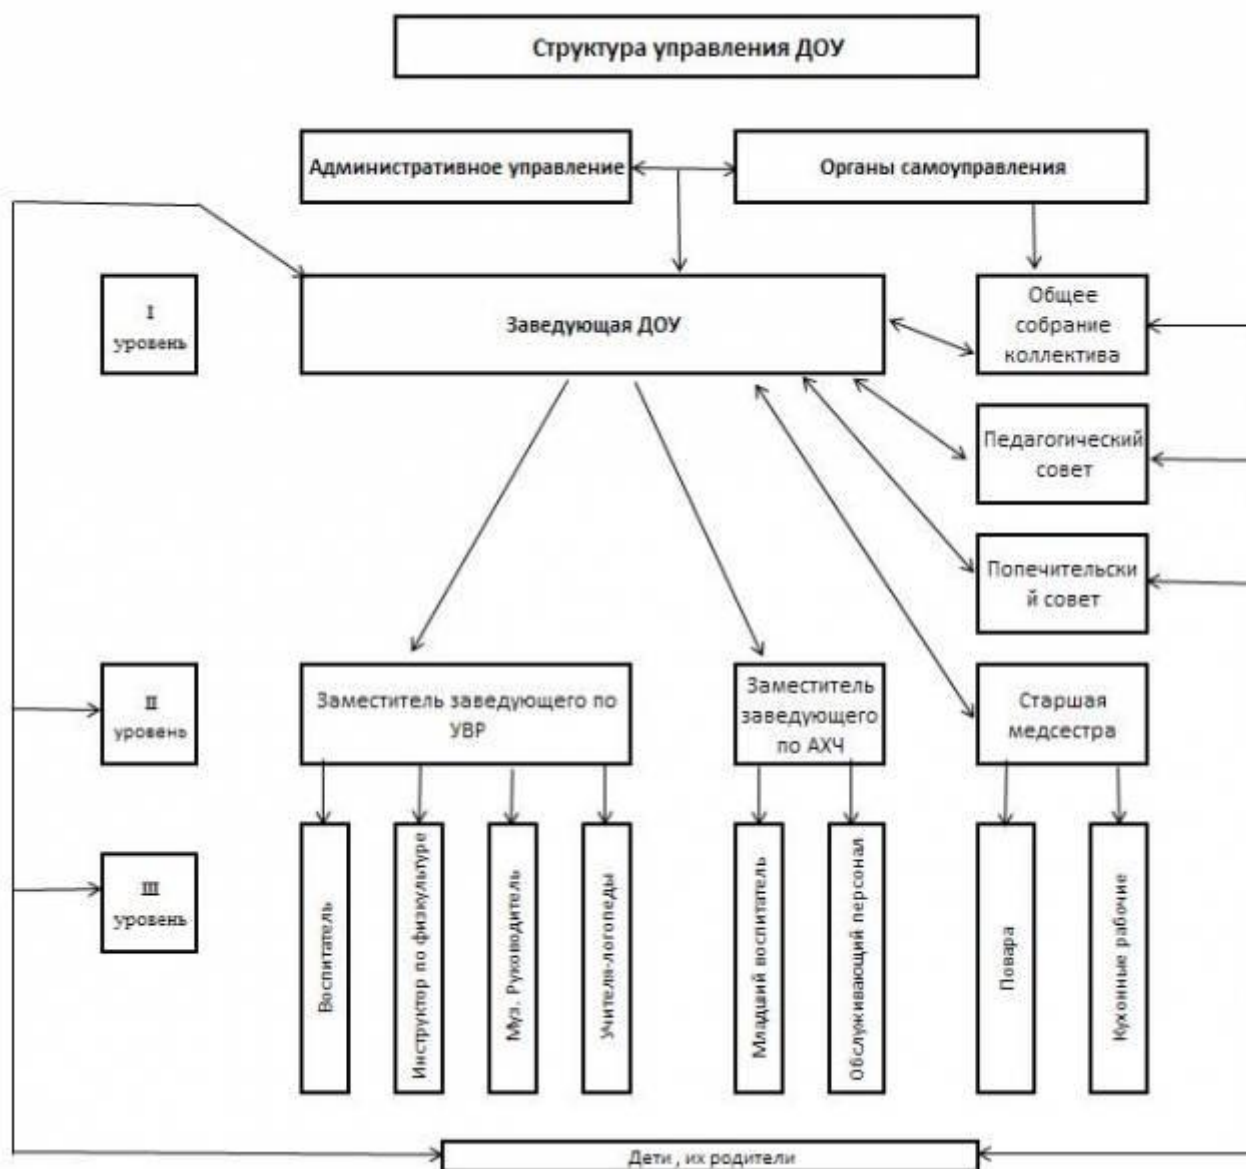 Структура управления ДОУ
Административное управление
Органы самоуправления
I
уровень
Заведующая ДОУ
Общее
собрание
коллектива
Педагогический
совет
Попечительски
й совет
II
уровень
Заместитель заведующего по
УВР
Заместитель
заведующего
по АХЧ
Старшая
медсестра
III
уровень
Воспитатель
Инструктор по физкультуре
Муз. Руководитель
Учителя-логопеды
Младший воспитатель
Обслуживающий персонал
Повара
Кухонные рабочие
Дети , их родители